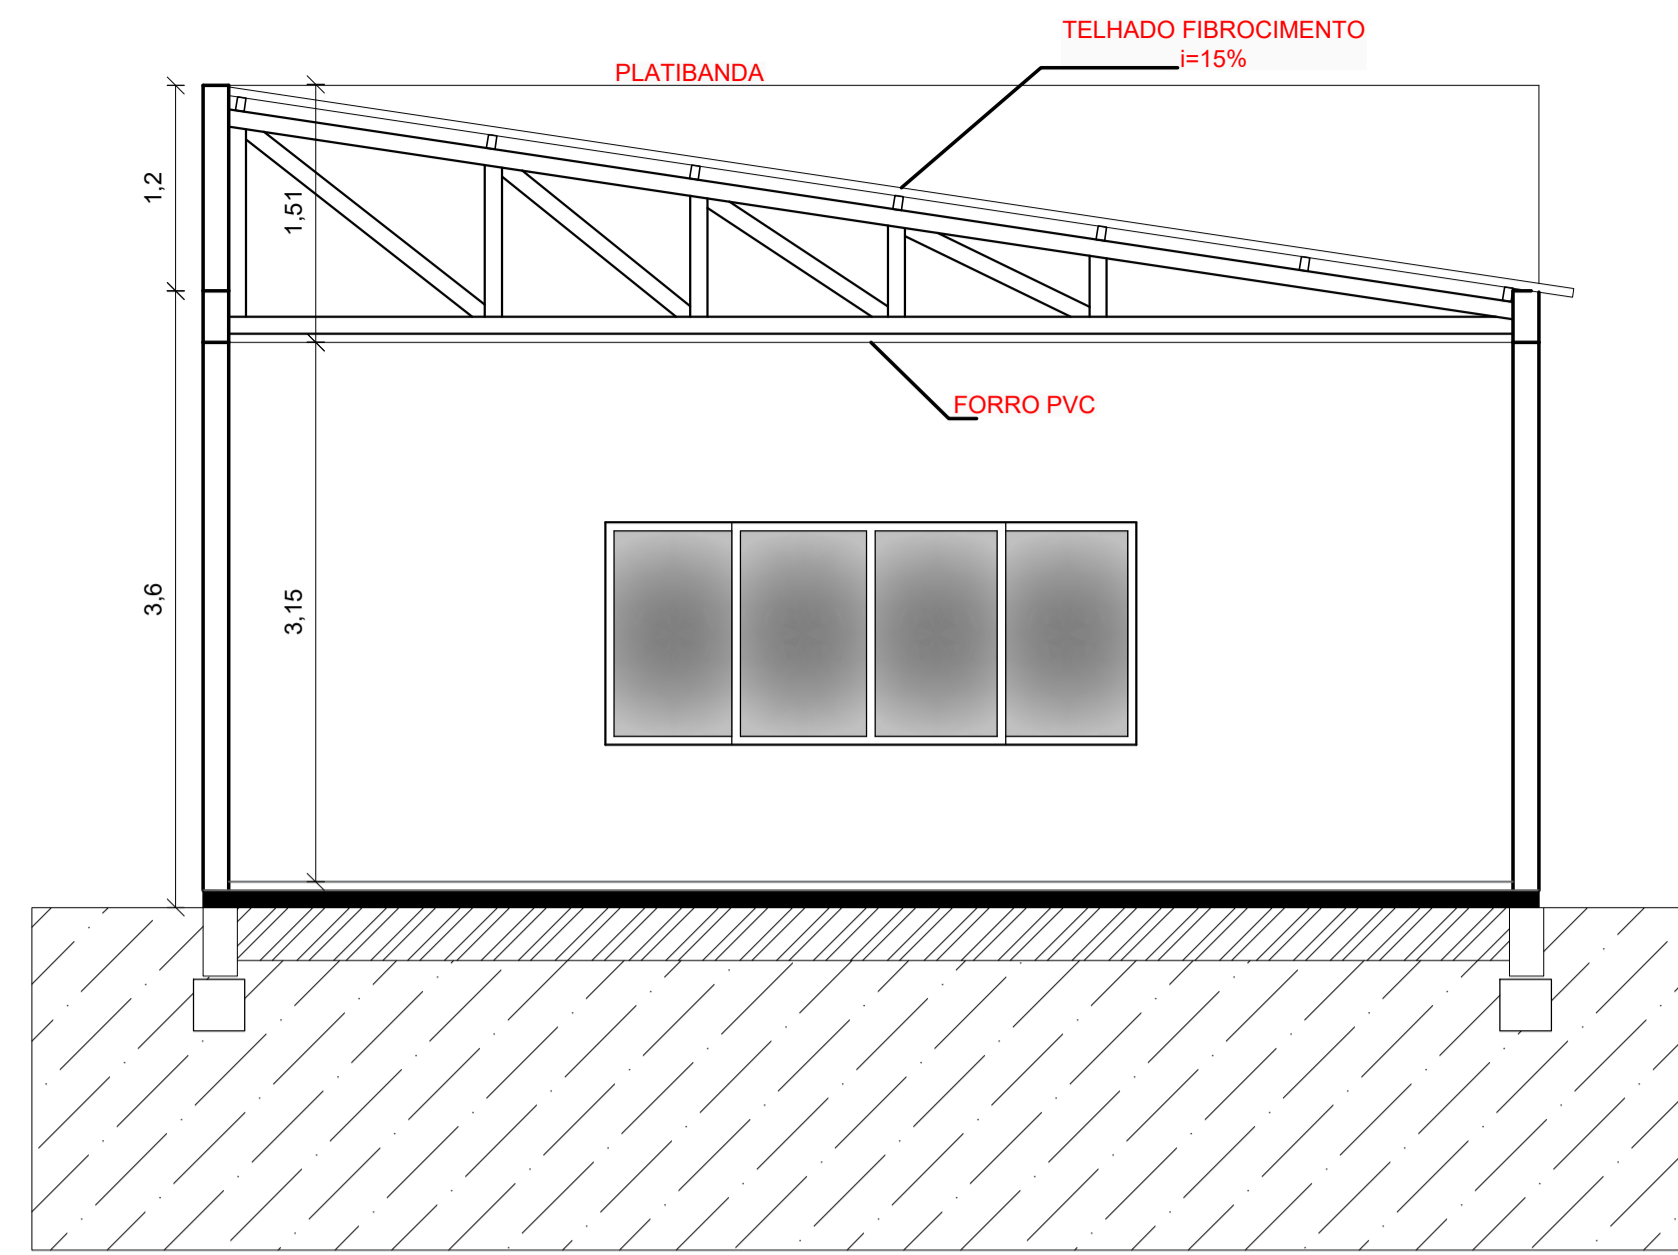 TELHADO FIBROCIMENTO
i=15%
PLATIBANDA
1,2
1,51
FORRO PVC
3,6
3,15